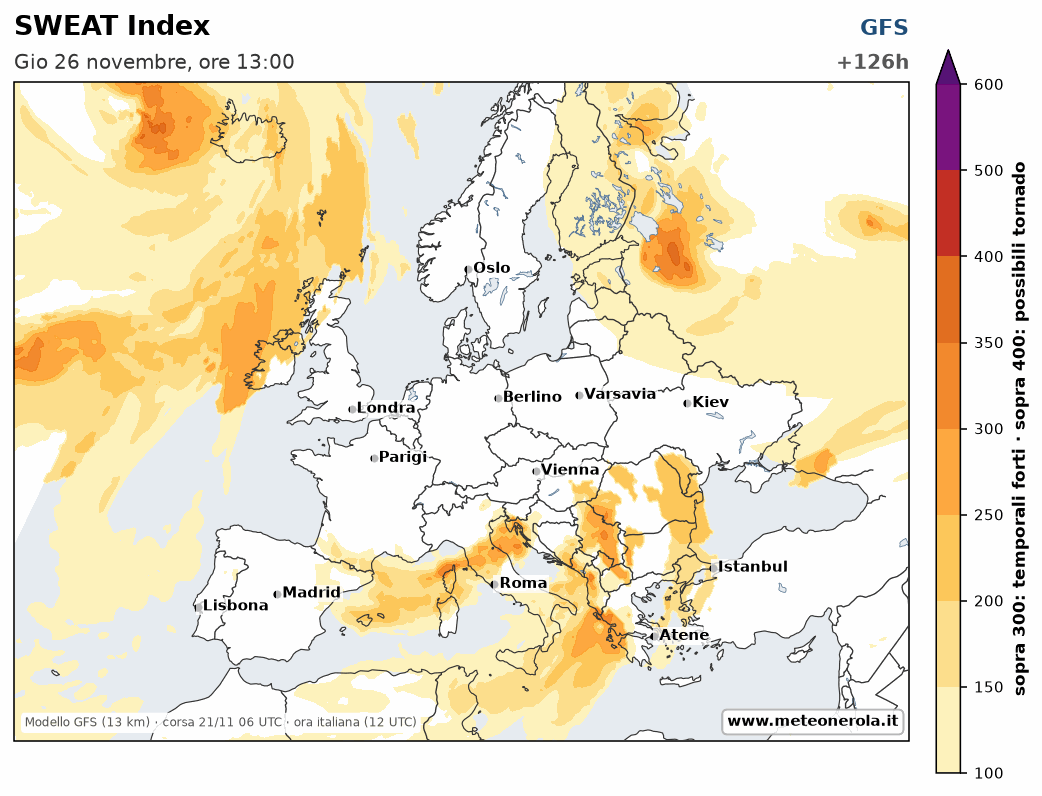 SWEAT Index
GFS
Gio 26 novembre, ore 13:00
+126h
Oslo
Londra
Berlino
Varsavia
Kiev
Parigi
Vienna
Istanbul
Madrid
Roma
Lisbona
Atene
Modello GFS (13 km) · corsa 21/11 06 UTC · ora italiana (12 UTC)
www.meteonerola.it
600
500
400
350
300
250
200
150
100
sopra 300: temporali forti · sopra 400: possibili tornado